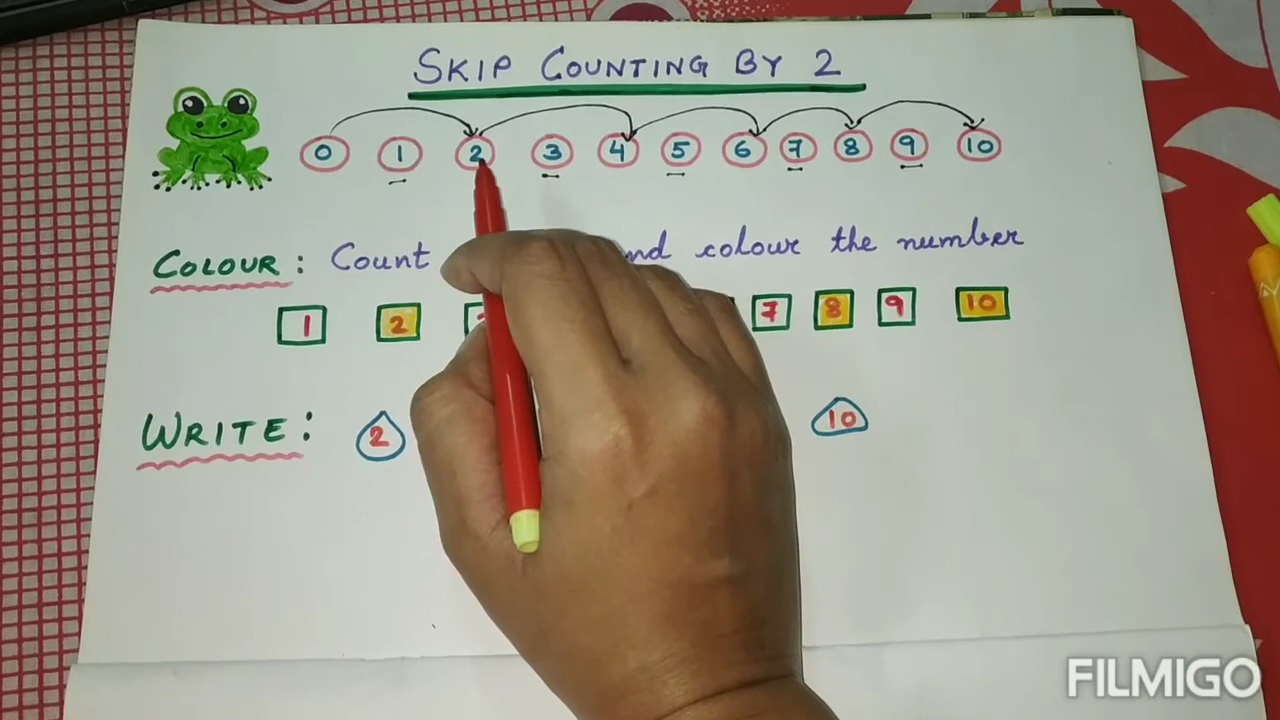 SKIP COUNTING BY 2
0 1 2 3 4 5 6 7 8 9 10
COLOUR: Count colour the number
1 2 7 8 9 10
WRITE: 2 10
FILMIGO